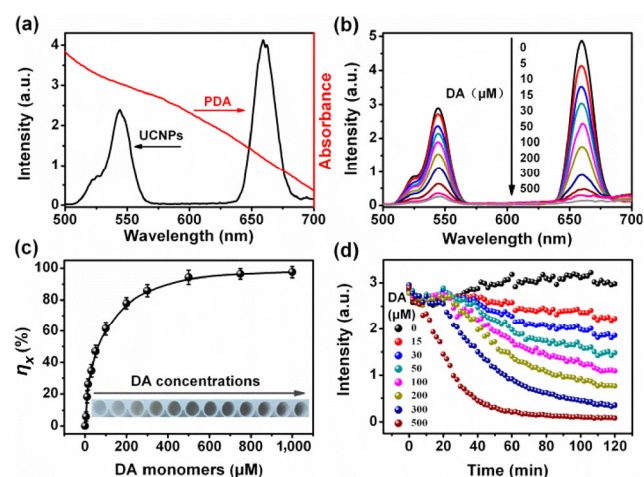 (a)
Intensity (a.u.)
4
3
2
1
0
PDA
UCNPs
Absorbance
500 550 600 650 700
Wavelength (nm)
(b)
Intensity (a.u.)
5
4
3
2
1
0
DA (μM)
0
5
10
15
30
50
100
200
300
500
500 550 600 650 700
Wavelength (nm)
(c)
ηx (%)
100
80
60
40
20
0
DA concentrations
0 200 400 600 800 1,000
DA monomers (μM)
(d)
Intensity (a.u.)
3
2
1
0
DA
(μM)
0
15
30
50
100
200
300
500
0 20 40 60 80 100 120
Time (min)